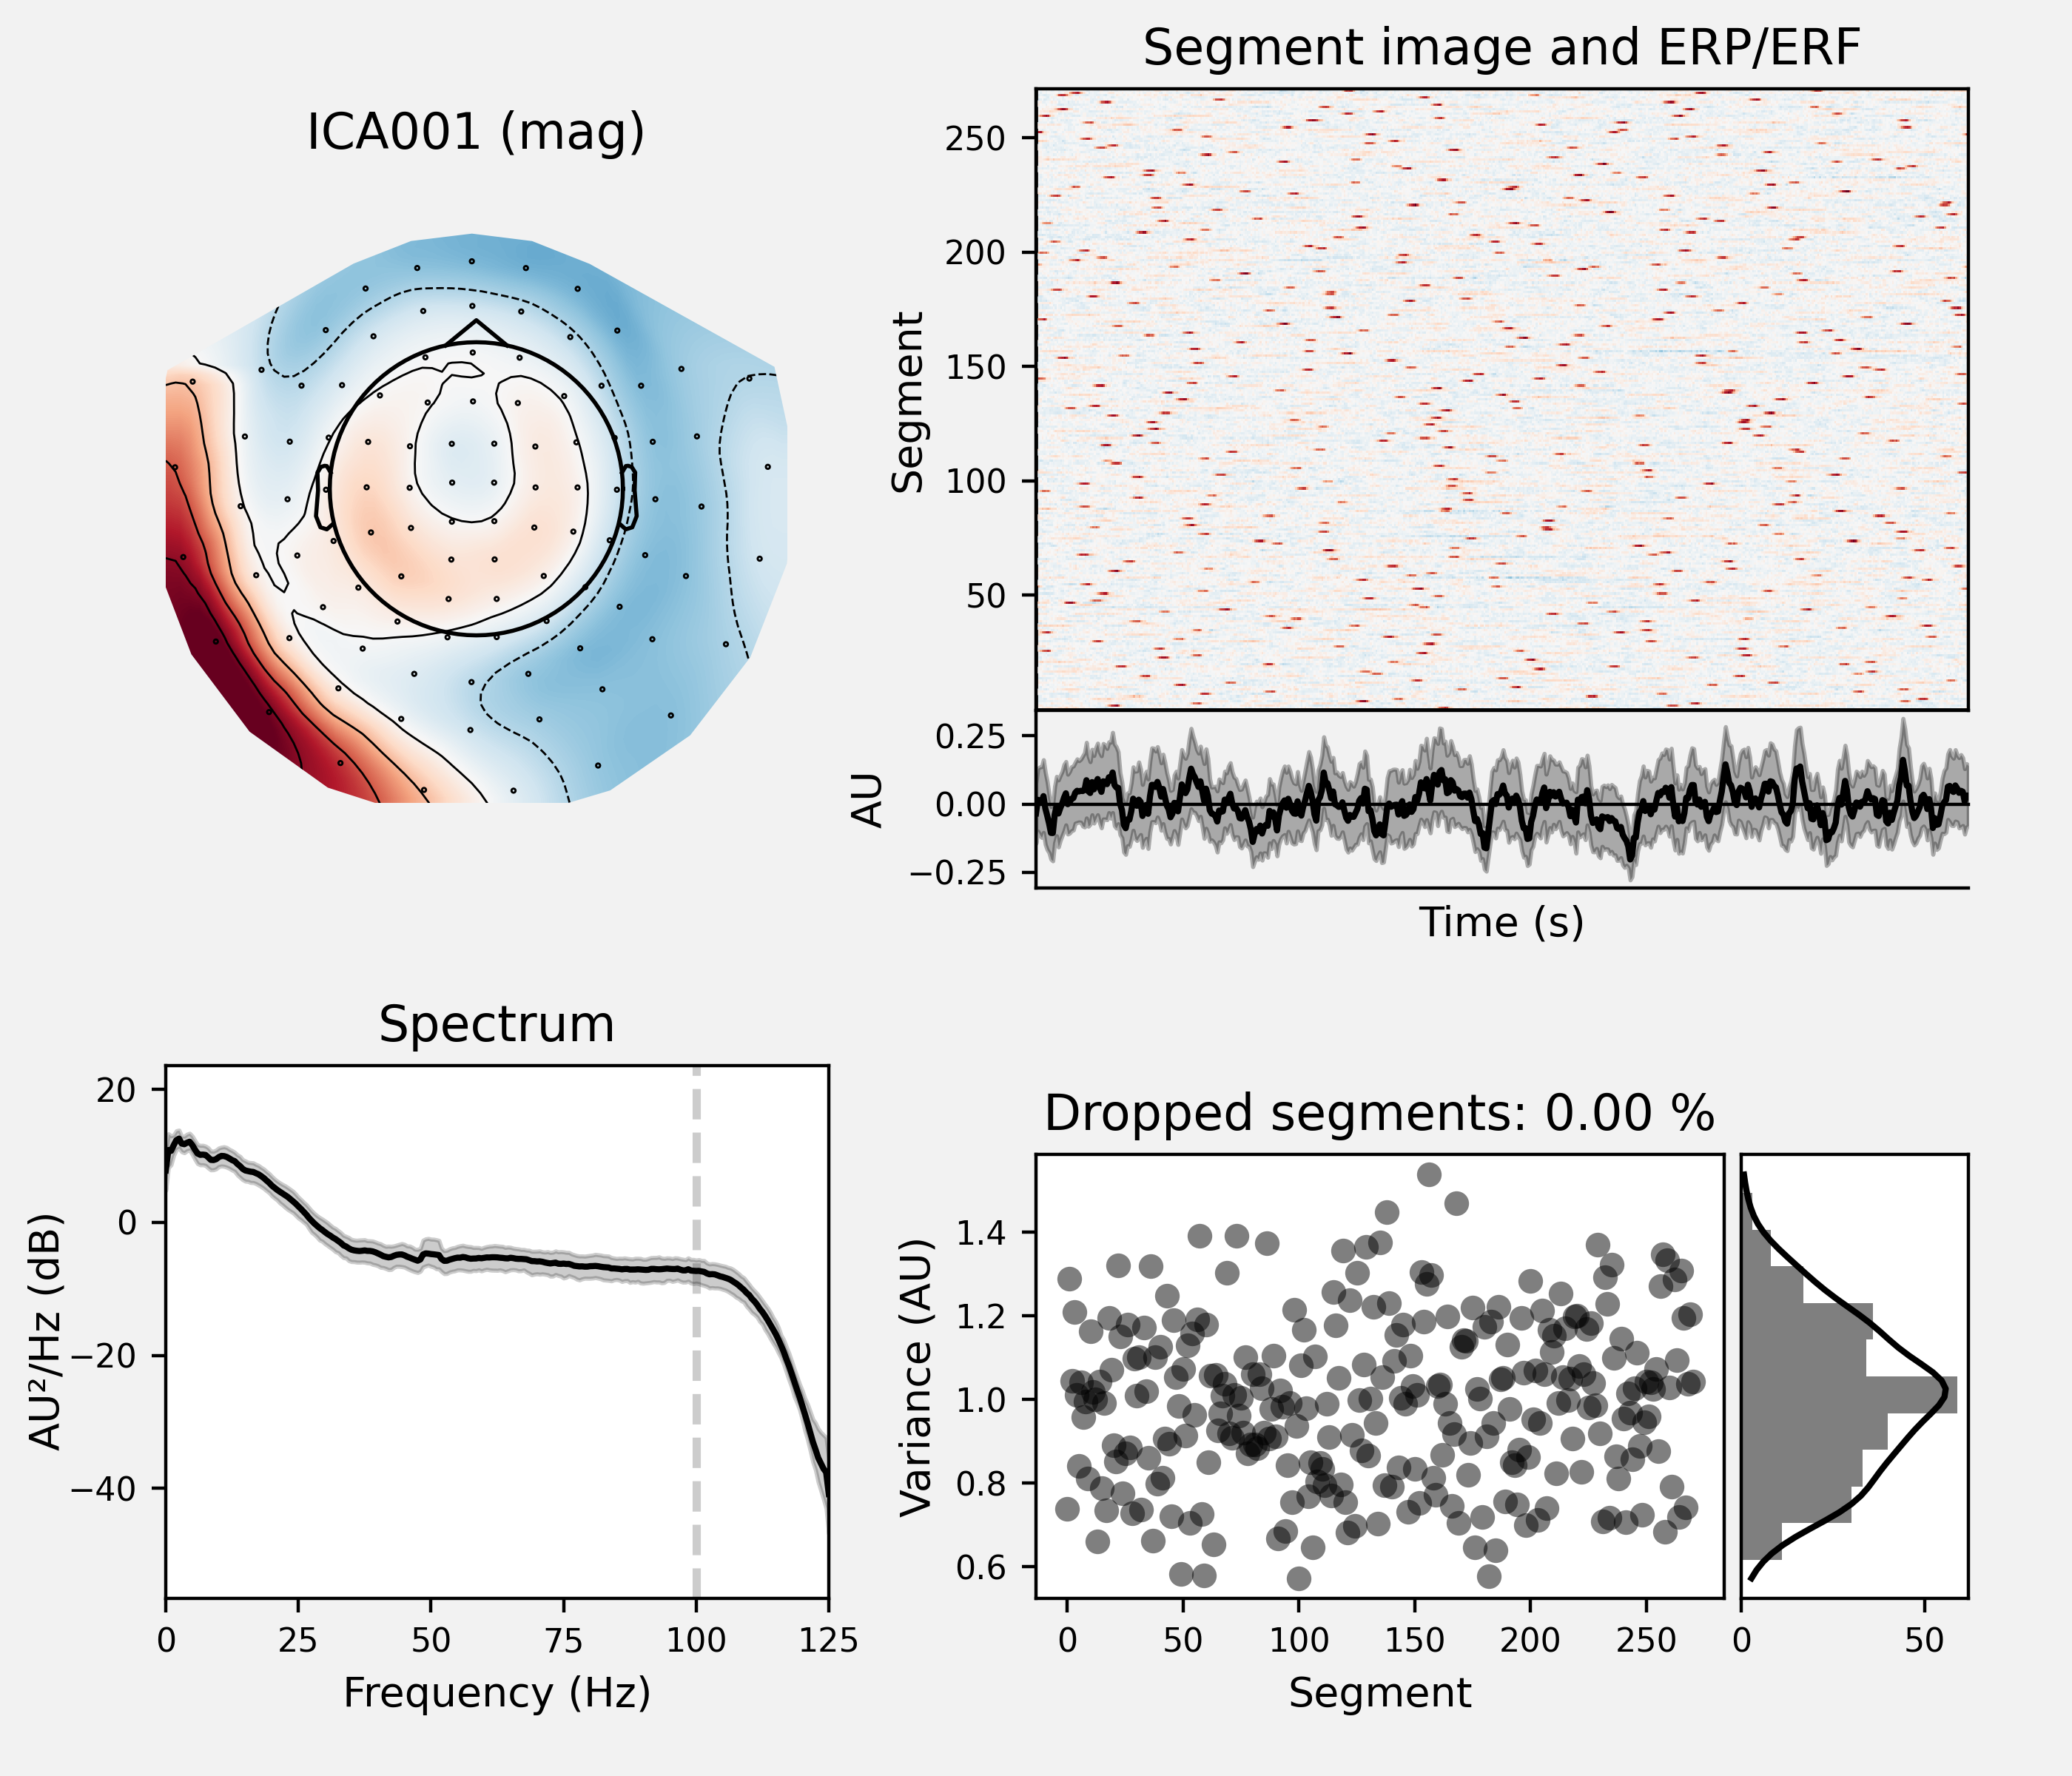 Segment image and ERP/ERF
ICA001 (mag)
250
200
150
100
50
Segment
0.25
0.00
−0.25
AU
Time (s)
Spectrum
20
0
−20
−40
AU²/Hz (dB)
0 25 50 75 100 125
Frequency (Hz)
Dropped segments: 0.00 %
1.4
1.2
1.0
0.8
0.6
Variance (AU)
0 50 100 150 200 250
Segment
0 50